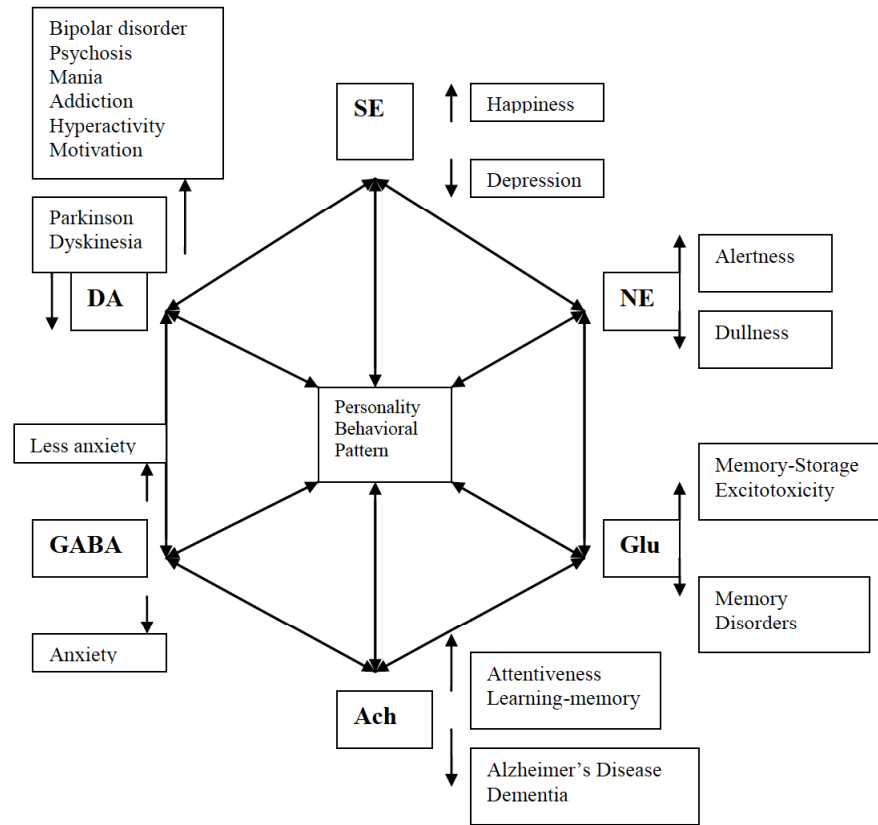 Bipolar disorder
Psychosis
Mania
Addiction
Hyperactivity
Motivation
SE
Happiness
Depression
Parkinson
Dyskinesia
DA
NE
Alertness
Dullness
Personality
Behavioral
Pattern
Less anxiety
GABA
Anxiety
Memory-Storage
Excitotoxicity
Glu
Memory
Disorders
Ach
Attentiveness
Learning-memory
Alzheimer’s Disease
Dementia